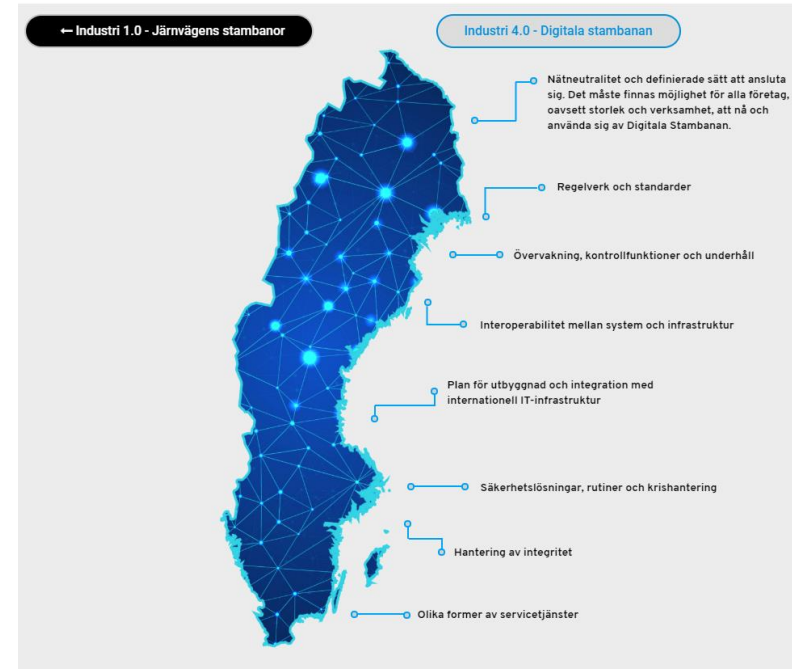 ← Industri 1.0 - Järnvägens stambanor
Industri 4.0 - Digitala stambanan
Nätneutralitet och definierade sätt att ansluta
sig. Det måste finnas möjlighet för alla företag,
oavsett storlek och verksamhet, att nå och
använda sig av Digitala Stambanan.
Regelverk och standarder
Övervakning, kontrollfunktioner och underhåll
Interoperabilitet mellan system och infrastruktur
Plan för utbyggnad och integration med
internationell IT-infrastruktur
Säkerhetslösningar, rutiner och krishantering
Hantering av integritet
Olika former av servicetjänster